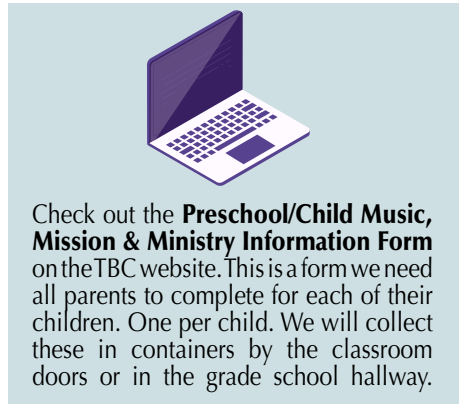 Check out the Preschool/Child Music,
Mission & Ministry Information Form
on the TBC website. This is a form we need
all parents to complete for each of their
children. One per child. We will collect
these in containers by the classroom
doors or in the grade school hallway.